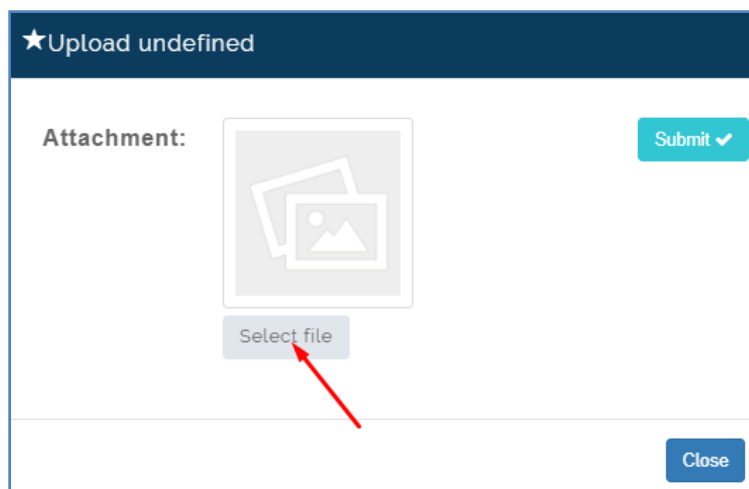 ★Upload undefined
Attachment:
Submit ✔
Select file
Close